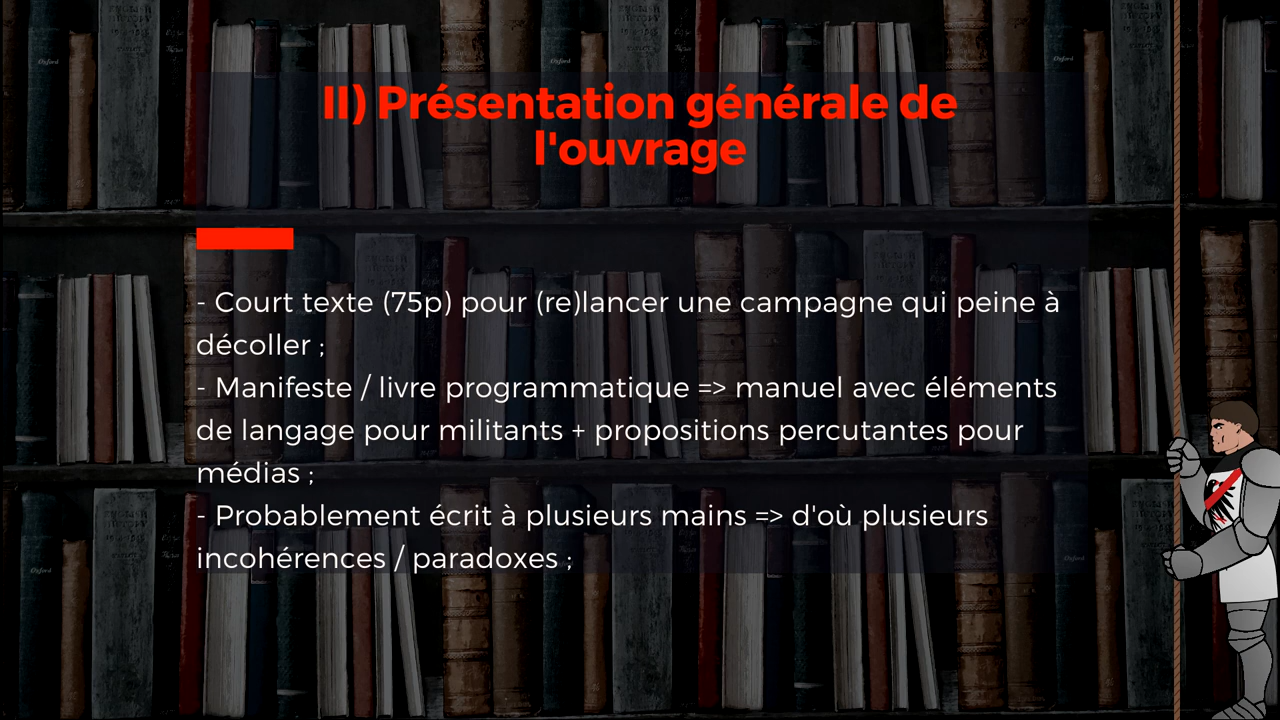 II) Présentation générale de
l'ouvrage
- Court texte (75p) pour (re)lancer une campagne qui peine à
décoller ;
- Manifeste / livre programmatique => manuel avec éléments
de langage pour militants + propositions percutantes pour
médias ;
- Probablement écrit à plusieurs mains => d'où plusieurs
incohérences / paradoxes ;